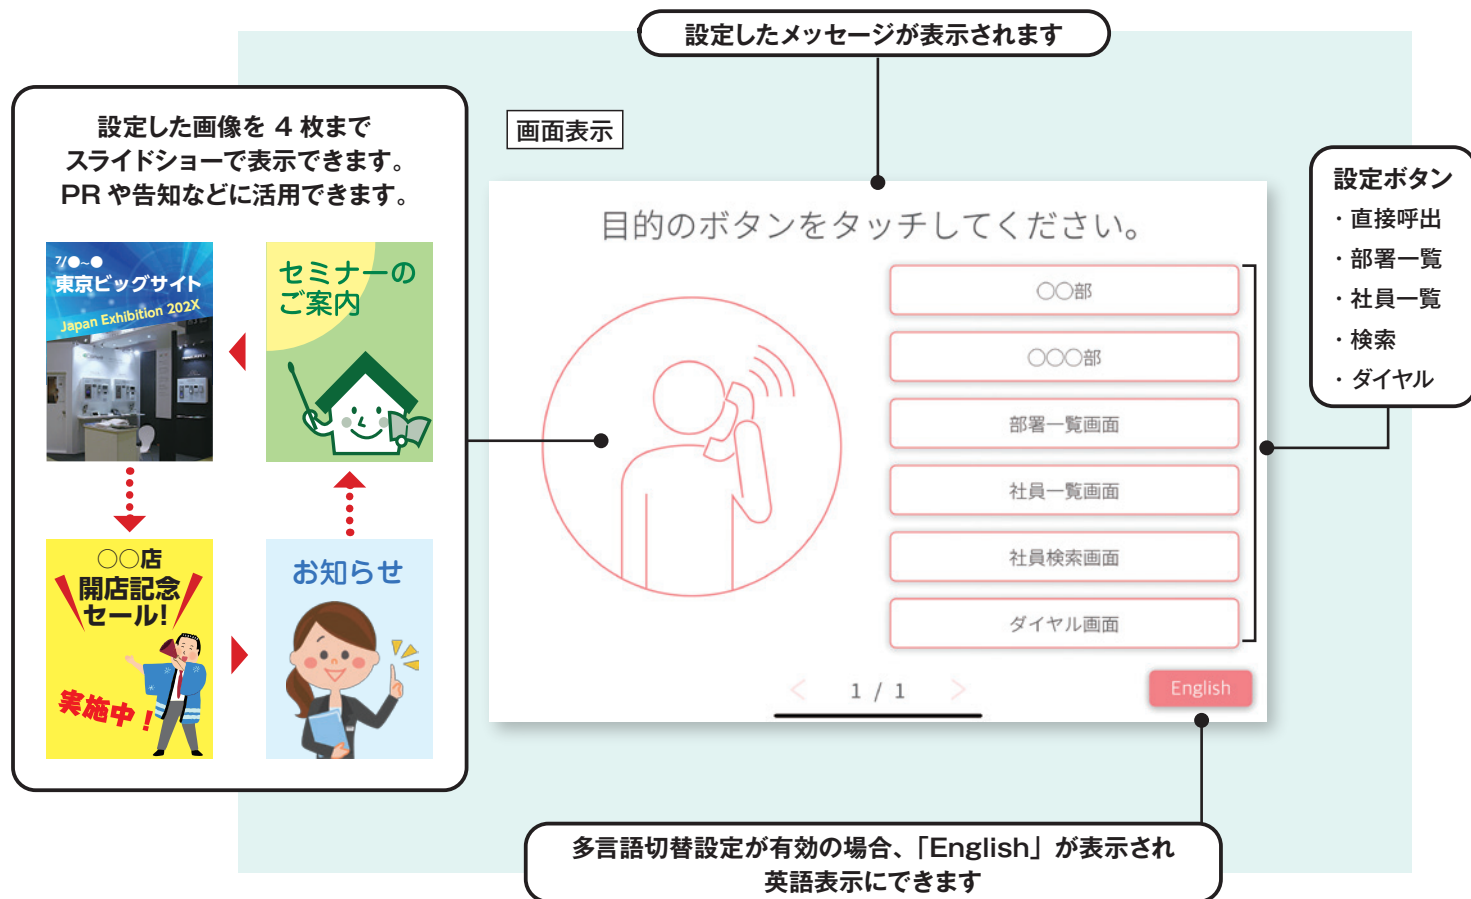 設定したメッセージが表示されます
設定した画像を 4 枚まで
スライドショーで表示できます。
PR や告知などに活用できます。
7/●~●
東京ビッグサイト
Japan Exhibition 202X
セミナーの
ご案内
○○店
開店記念
セール!
実施中!
お知らせ
画面表示
目的のボタンをタッチしてください。
○○部
○○○部
部署一覧画面
社員一覧画面
社員検索画面
ダイヤル画面
< 1 / 1 >
English
設定ボタン
・直接呼出
・部署一覧
・社員一覧
・検索
・ダイヤル
多言語切替設定が有効の場合、「English」が表示され
英語表示にできます